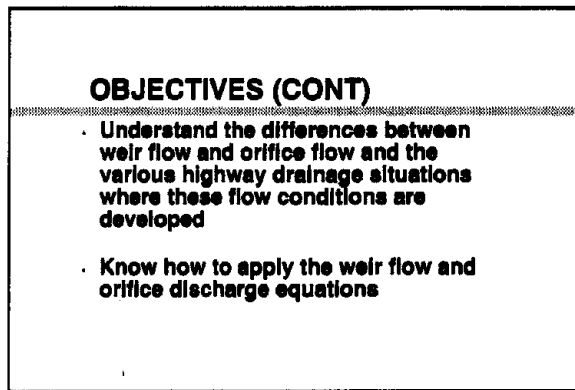 OBJECTIVES (CONT)
· Understand the differences between
weir flow and orifice flow and the
various highway drainage situations
where these flow conditions are
developed
· Know how to apply the weir flow and
orifice discharge equations